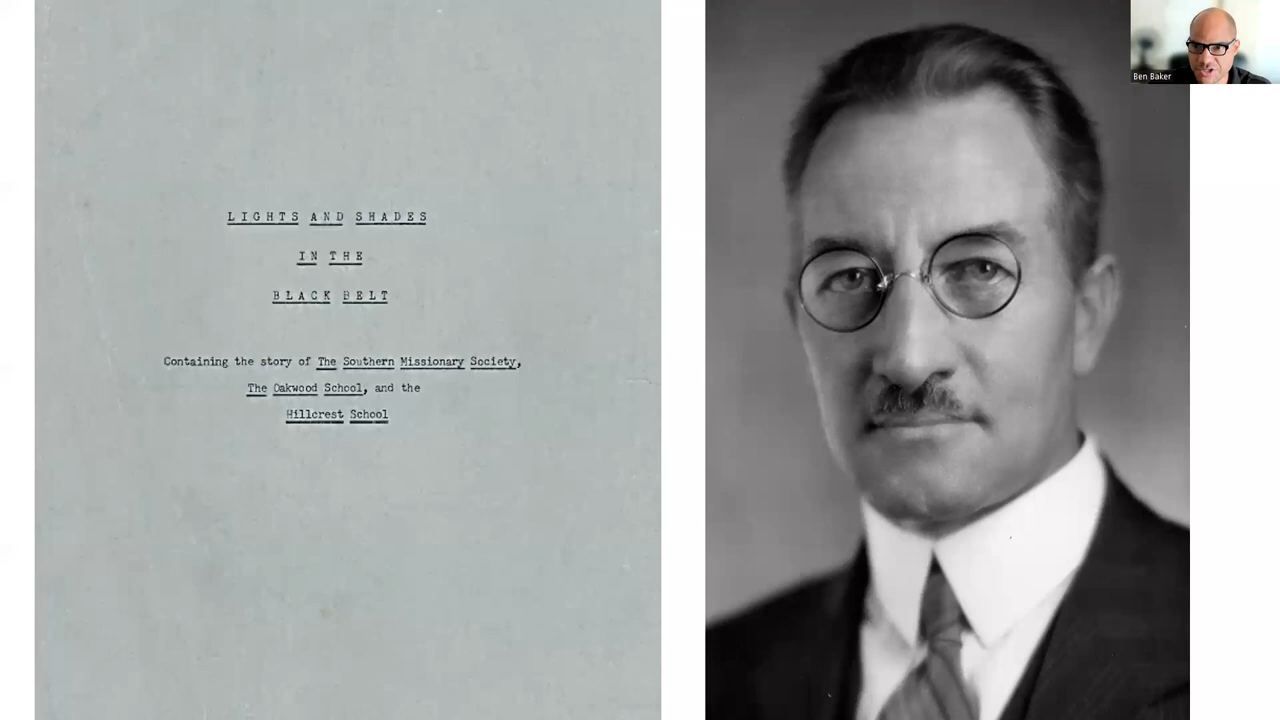 LIGHTS AND SHADES
IN THE
BLACK BELT
Containing the story of The Southern Missionary Society,
The Oakwood School, and the
Hillcrest School
Ben Baker